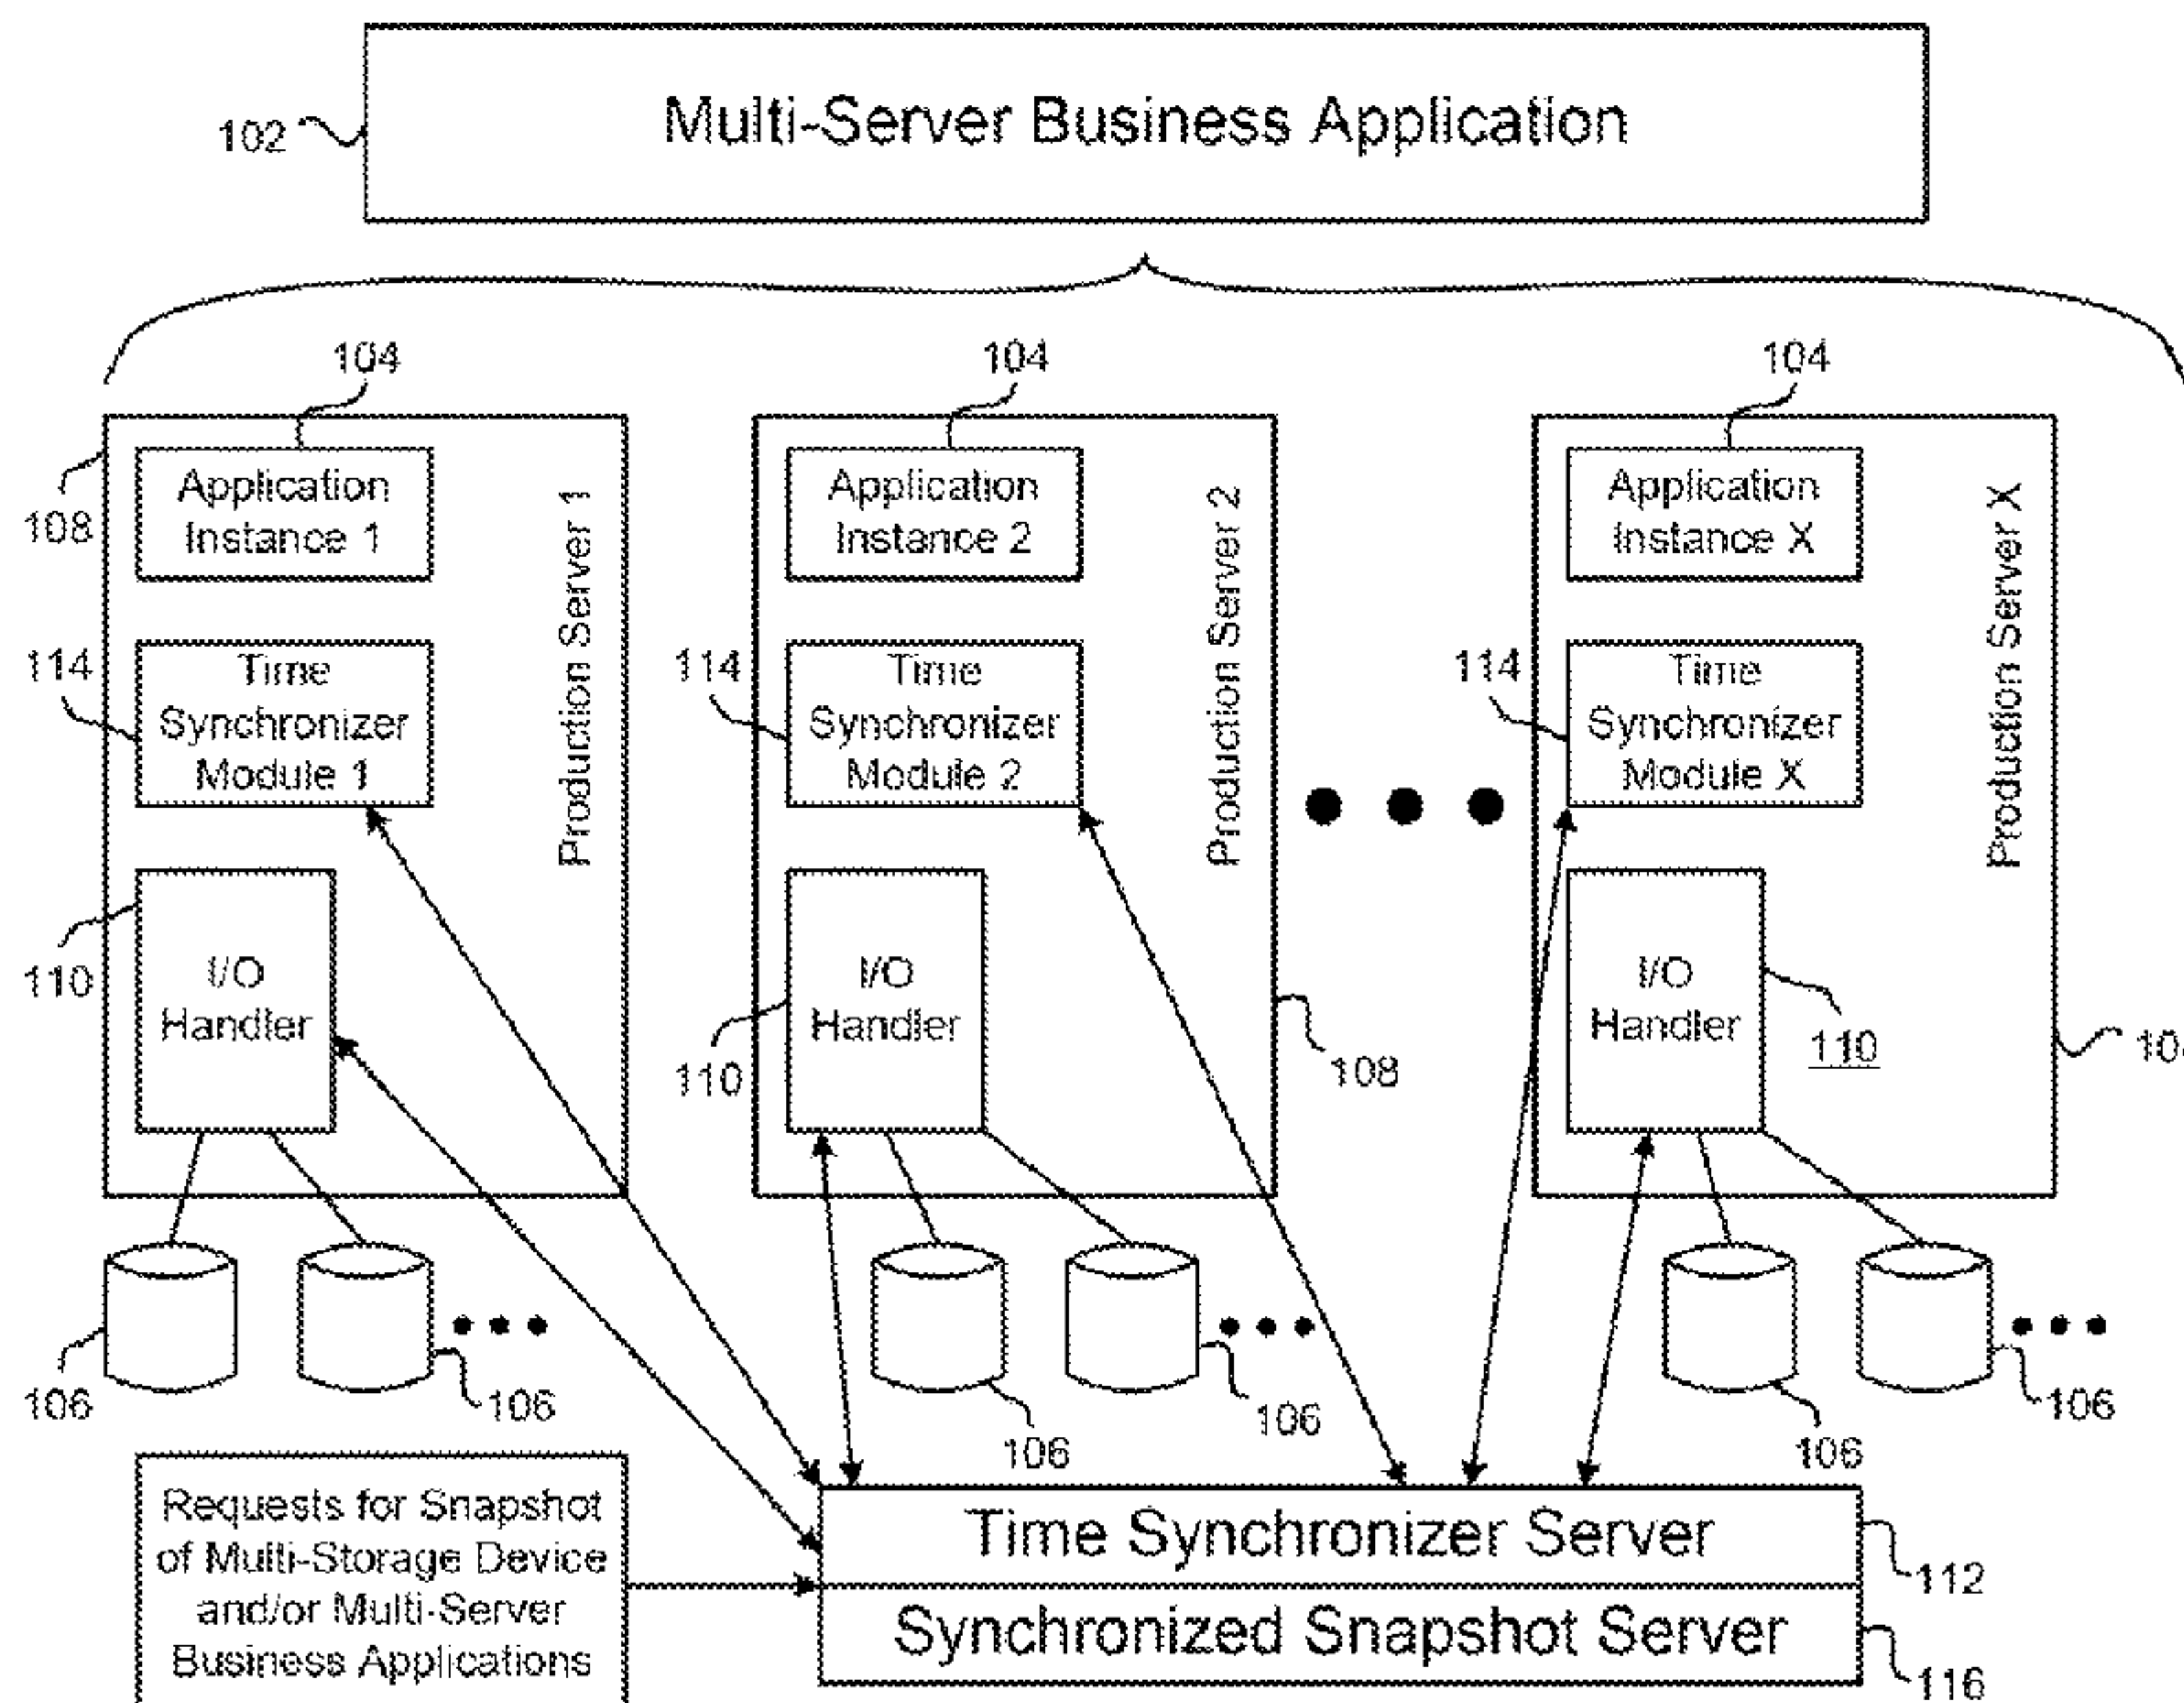 Multi-Server Business Application
102
104
104
104
108
Application
Instance 1
Production Server 1
Application
Instance 2
Production Server 2
Application
Instance X
Production Server X
114
Time
Synchronizer
Module 1
114
Time
Synchronizer
Module 2
114
Time
Synchronizer
Module X
110
I/O
Handler
110
I/O
Handler
108
I/O
Handler
110
106
106
106
106
106
106
Requests for Snapshot
of Multi-Storage Device
and/or Multi-Server
Business Applications
Time Synchronizer Server
112
Synchronized Snapshot Server
116